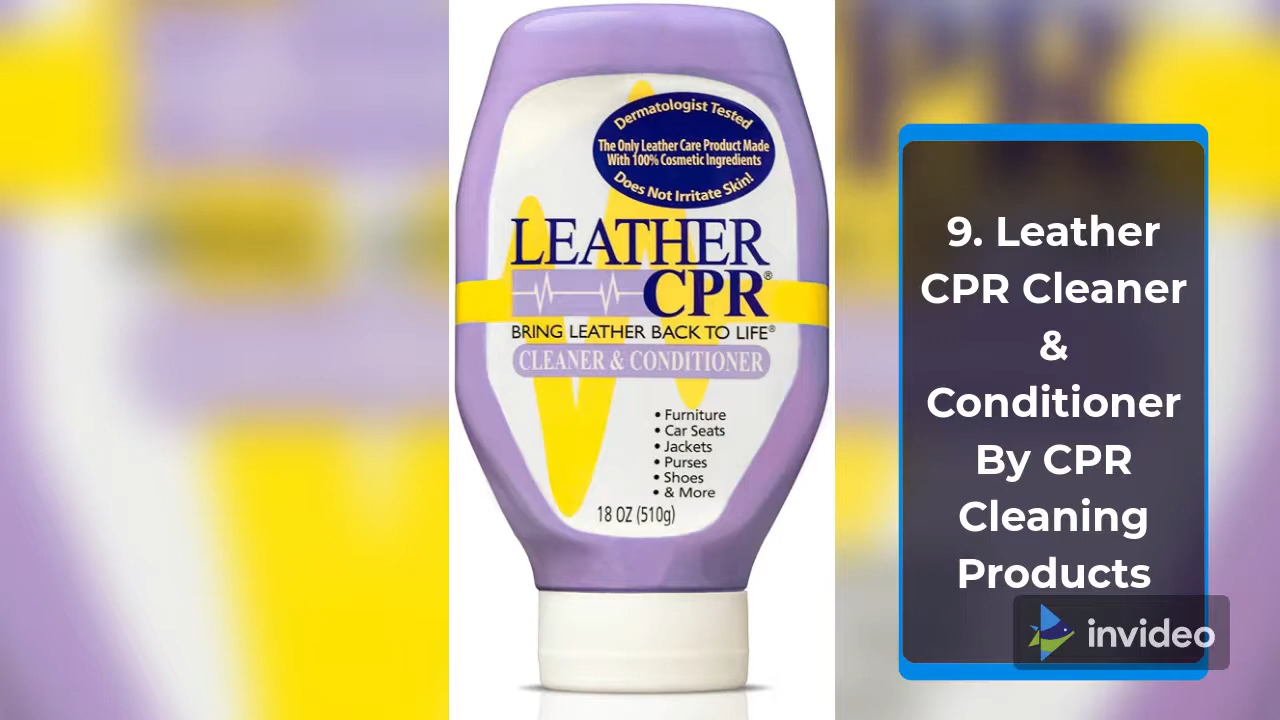 Dermatologist Tested
The Only Leather Care Product Made
With 100% Cosmetic Ingredients
Does Not Irritate Skin!
LEATHER
CPR®
BRING LEATHER BACK TO LIFE®
CLEANER & CONDITIONER
• Furniture
• Car Seats
• Jackets
• Purses
• Shoes
• & More
18 OZ (510g)
9. Leather
CPR Cleaner
&
Conditioner
By CPR
Cleaning
Products
invideo